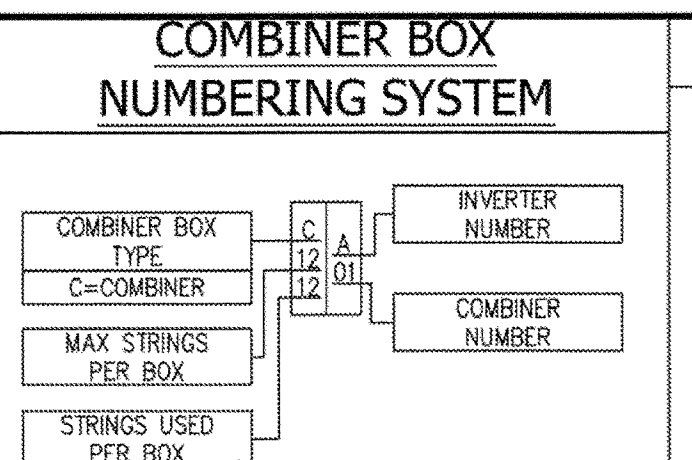 COMBINER BOX
NUMBERING SYSTEM
COMBINER BOX
TYPE
C=COMBINER
MAX STRINGS
PER BOX
STRINGS USED
PER BOX
C
12
12
A
01
INVERTER
NUMBER
COMBINER
NUMBER